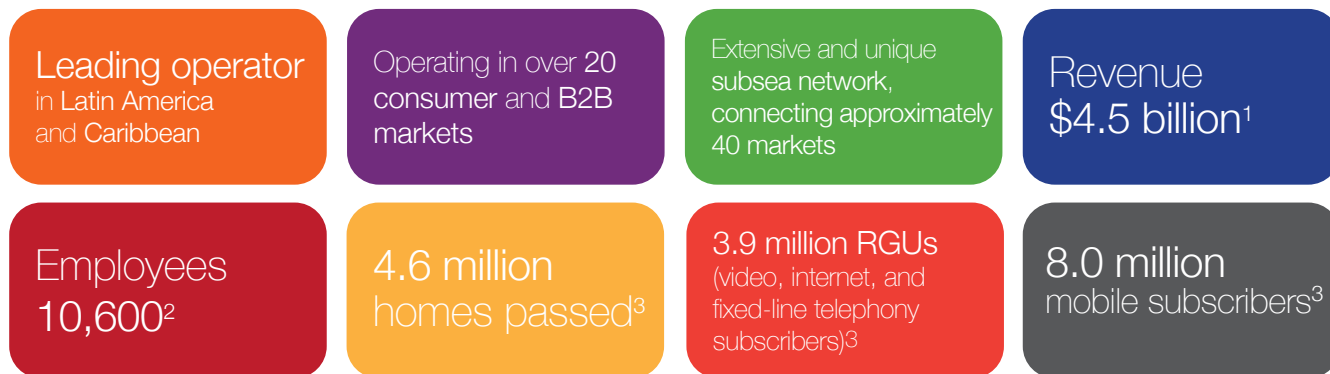 Leading operator
in Latin America
and Caribbean
Operating in over 20
consumer and B2B
markets
Extensive and unique
subsea network,
connecting approximately
40 markets
Revenue
$4.5 billion¹
Employees
10,600²
4.6 million
homes passed³
3.9 million RGUs
(video, internet, and
fixed-line telephony
subscribers)³
8.0 million
mobile subscribers³